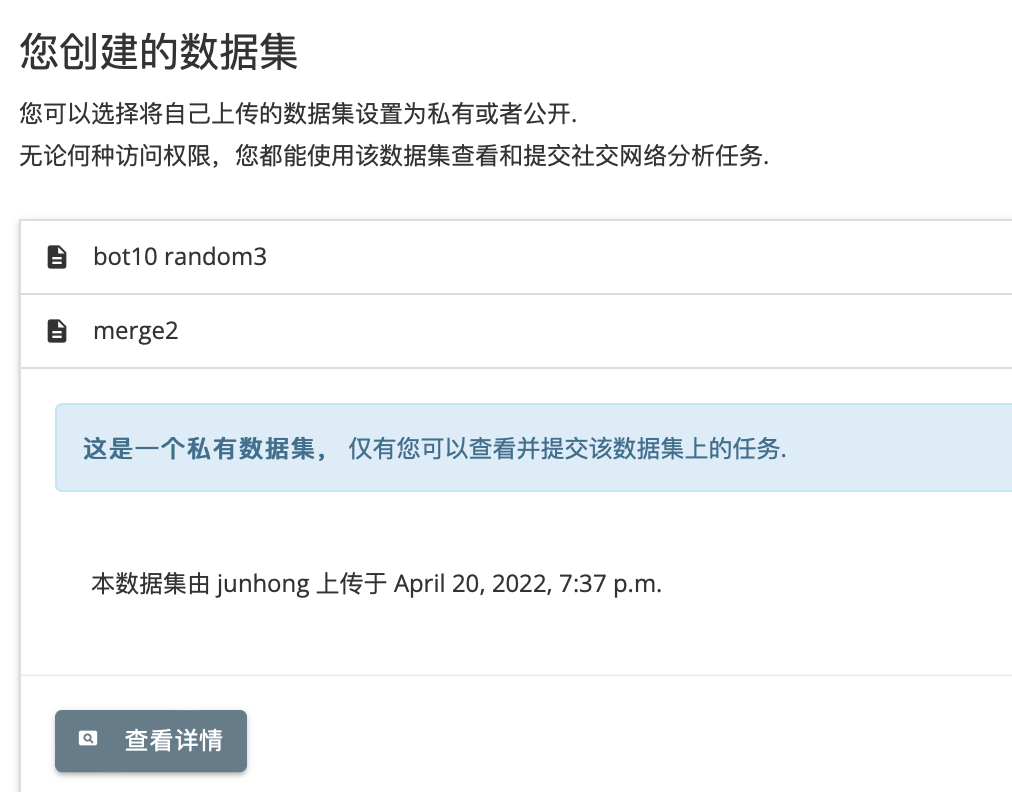 您创建的数据集
您可以选择将自己上传的数据集设置为私有或者公开.
无论何种访问权限，您都能使用该数据集查看和提交社交网络分析任务.
bot10 random3
merge2
这是一个私有数据集， 仅有您可以查看并提交该数据集上的任务.
本数据集由 junhong 上传于 April 20, 2022, 7:37 p.m.
查看详情